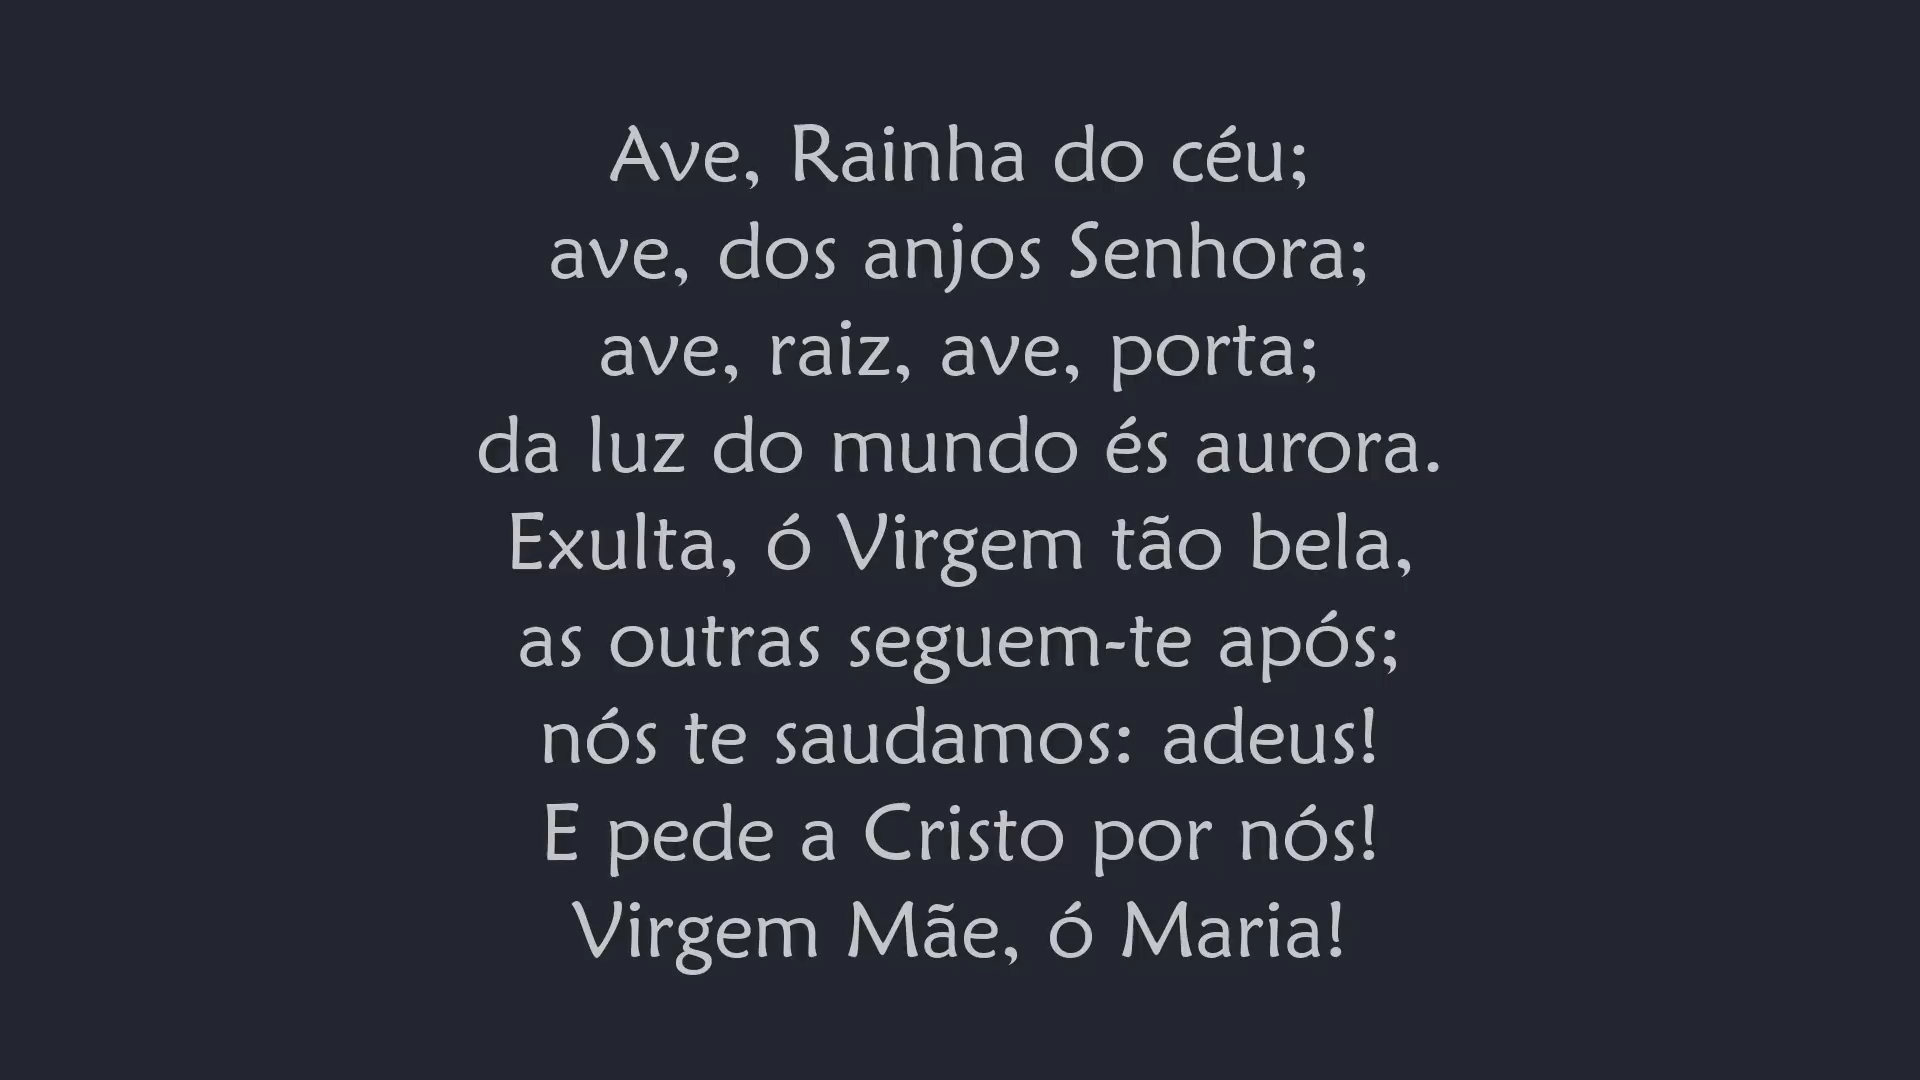 Ave, Rainha do céu;
ave, dos anjos Senhora;
ave, raiz, ave, porta;
da luz do mundo és aurora.
Exulta, ó Virgem tão bela,
as outras seguem-te após;
nós te saudamos: adeus!
E pede a Cristo por nós!
Virgem Mãe, ó Maria!